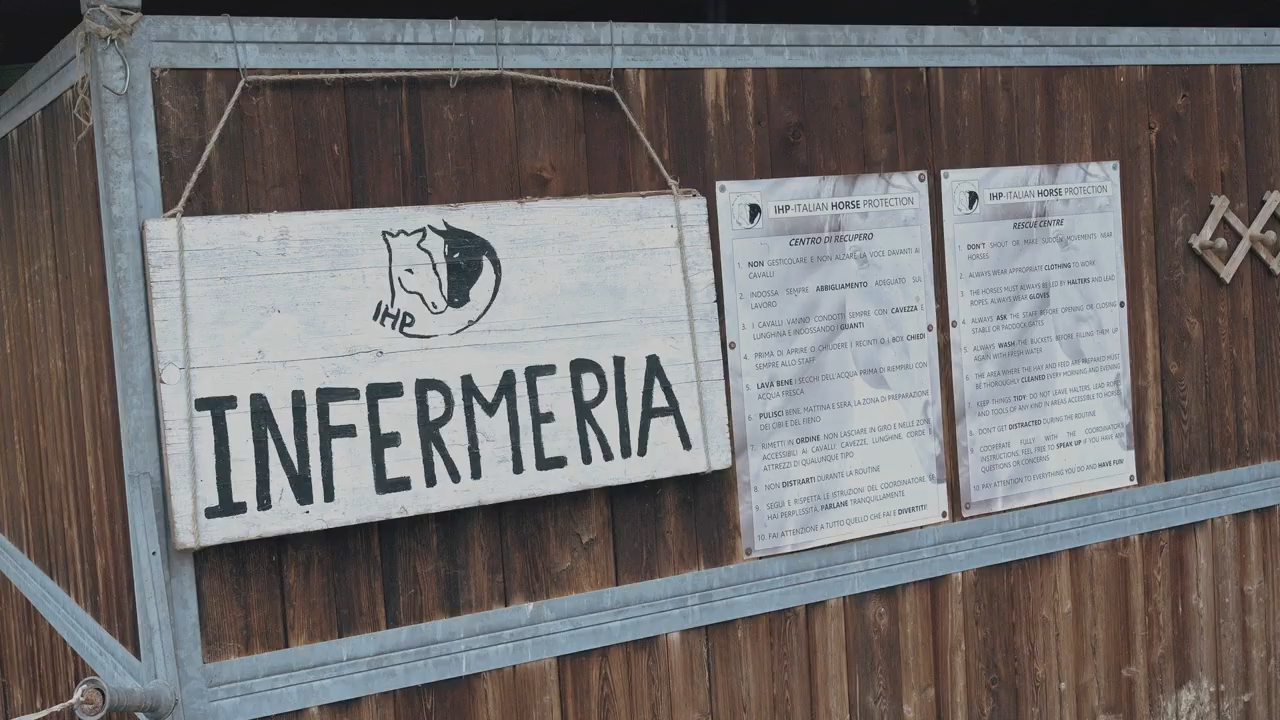 IHP
INFERMERIA
IHP-ITALIAN HORSE PROTECTION
CENTRO DI RECUPERO
1. NON GESTICOLARE E NON ALZARE LA VOCE DAVANTI AI
CAVALLI
2. INDOSSA SEMPRE ABBIGLIAMENTO ADEGUATO SUL
LAVORO
3. I CAVALLI VANNO CONDOTTI SEMPRE CON CAVEZZA E
LUNGHINA E INDOSSANDO I GUANTI
4. PRIMA DI APRIRE O CHIUDERE I RECINTI O I BOX CHIEDI
SEMPRE ALLO STAFF
5. LAVA BENE I SECCHI DELL'ACQUA PRIMA DI RIEMPIRLI CON
ACQUA FRESCA
6. PULISCI BENE, MATTINA E SERA, LA ZONA DI PREPARAZIONE
DEI CIBI E DEL FIENO
7. RIMETTI IN ORDINE. NON LASCIARE IN GIRO E NELLE ZONE
ACCESSIBILI AI CAVALLI CAVEZZE, LUNGHINE, CORDE E
ATTREZZI DI QUALUNQUE TIPO
8. NON DISTRARTI DURANTE LA ROUTINE
9. SEGUI E RISPETTA LE ISTRUZIONI DEL COORDINATORE. SE
HAI PERPLESSITÀ, PARLANE TRANQUILLAMENTE
10. FAI ATTENZIONE A TUTTO QUELLO CHE FAI E DIVERTITI!
IHP-ITALIAN HORSE PROTECTION
RESCUE CENTRE
1. DON'T SHOUT OR MAKE SUDDEN MOVEMENTS NEAR
HORSES
2. ALWAYS WEAR APPROPRIATE CLOTHING TO WORK
3. THE HORSES MUST ALWAYS BE LED BY HALTERS AND LEAD
ROPES. ALWAYS WEAR GLOVES
4. ALWAYS ASK THE STAFF BEFORE OPENING OR CLOSING
STABLE OR PADDOCK GATES
5. ALWAYS WASH THE BUCKETS BEFORE FILLING THEM UP
AGAIN WITH FRESH WATER
6. THE AREA WHERE THE HAY AND FEED ARE PREPARED MUST
BE THOROUGHLY CLEANED EVERY MORNING AND EVENING
7. KEEP THINGS TIDY: DO NOT LEAVE HALTERS, LEAD ROPES
AND TOOLS OF ANY KIND IN AREAS ACCESSIBLE TO HORSES
8. DON'T GET DISTRACTED DURING THE ROUTINE
9. COOPERATE FULLY WITH THE COORDINATOR'S
INSTRUCTIONS. FEEL FREE TO SPEAK UP IF YOU HAVE ANY
QUESTIONS OR CONCERNS
10. PAY ATTENTION TO EVERYTHING YOU DO AND HAVE FUN!